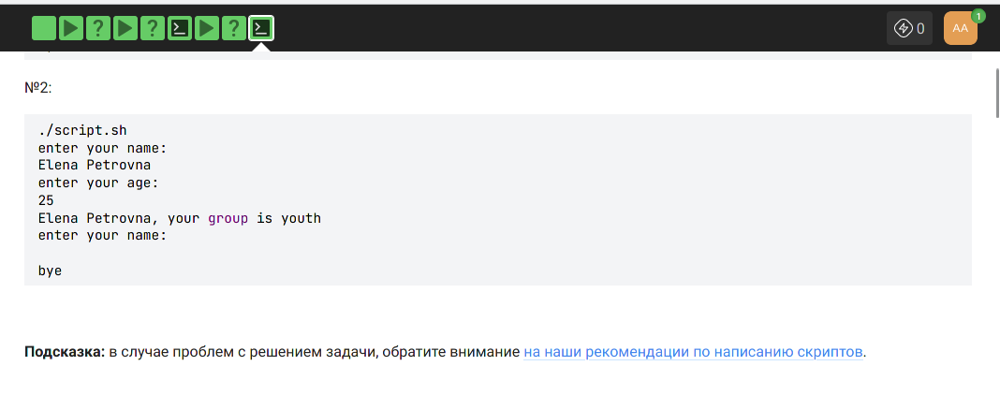 0
AA
1
№2:
./script.sh
enter your name:
Elena Petrovna
enter your age:
25
Elena Petrovna, your group is youth
enter your name:
bye
Подсказка: в случае проблем с решением задачи, обратите внимание на наши рекомендации по написанию скриптов.